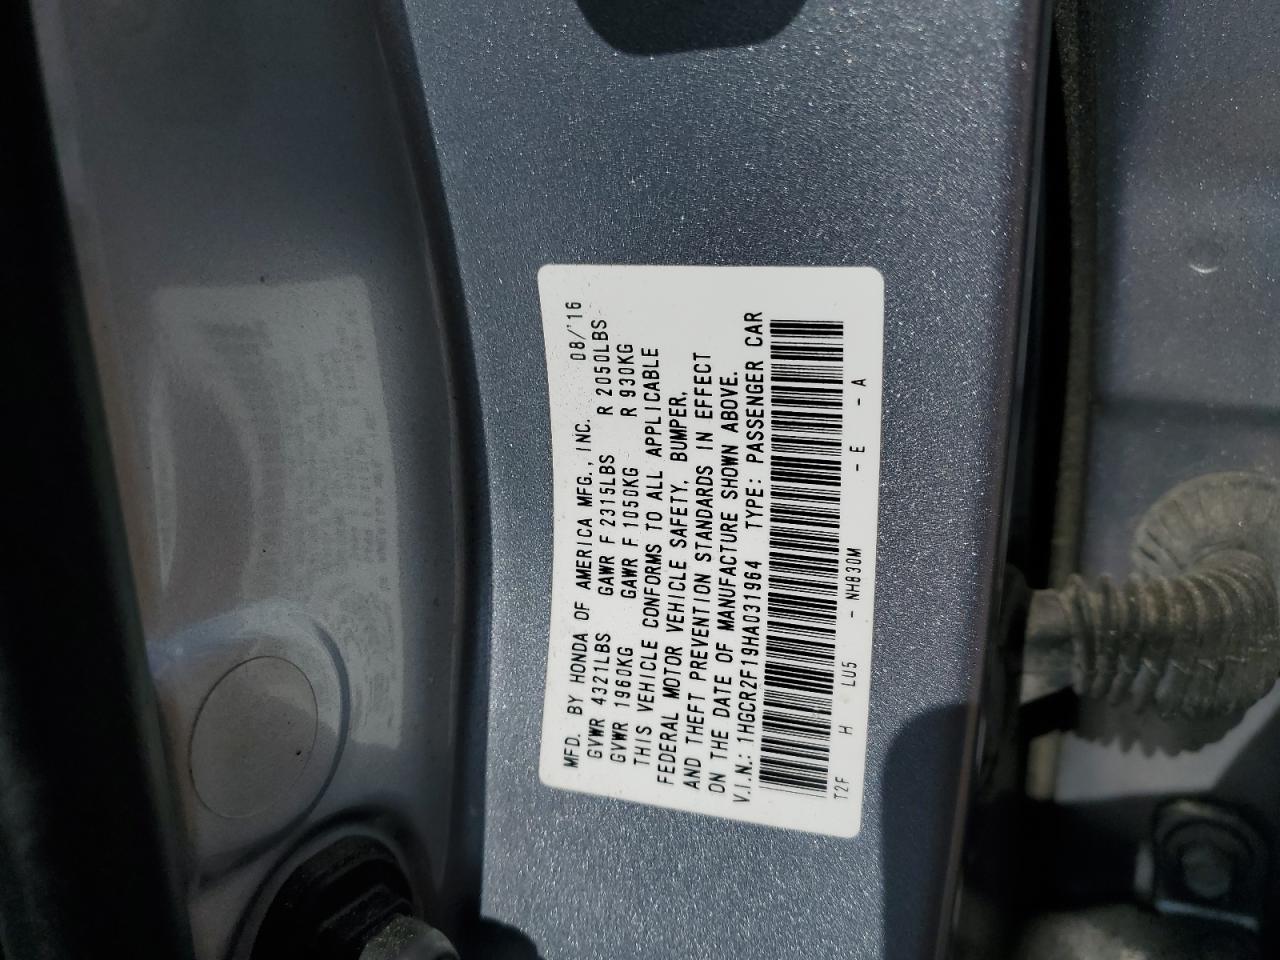 MFD. BY HONDA OF AMERICA MFG., INC. 08/'16
GVWR 4321LBS GAWR F 2315LBS R 2050LBS
GVWR 1960KG GAWR F 1050KG R 930KG
THIS VEHICLE CONFORMS TO ALL APPLICABLE
FEDERAL MOTOR VEHICLE SAFETY, BUMPER,
AND THEFT PREVENTION STANDARDS IN EFFECT
ON THE DATE OF MANUFACTURE SHOWN ABOVE.
V.I.N.: 1HGCR2F19HA031964 TYPE: PASSENGER CAR
T2F H LU5 - NH830M - E - A